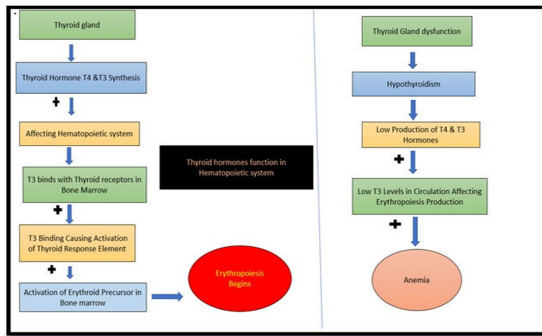 Thyroid gland
Thyroid Hormone T4 &T3 Synthesis
+
Affecting Hematopoietic system
T3 binds with Thyroid receptors in
Bone Marrow
+
T3 Binding Causing Activation
of Thyroid Response Element
+
Activation of Erythroid Precursor in
Bone marrow
Erythropoiesis
Begins
Thyroid hormones function in
Hematopoietic system
Thyroid Gland dysfunction
Hypothyroidism
Low Production of T4 & T3
Hormones
+
Low T3 Levels in Circulation Affecting
Erythropoiesis Production
+
Anemia